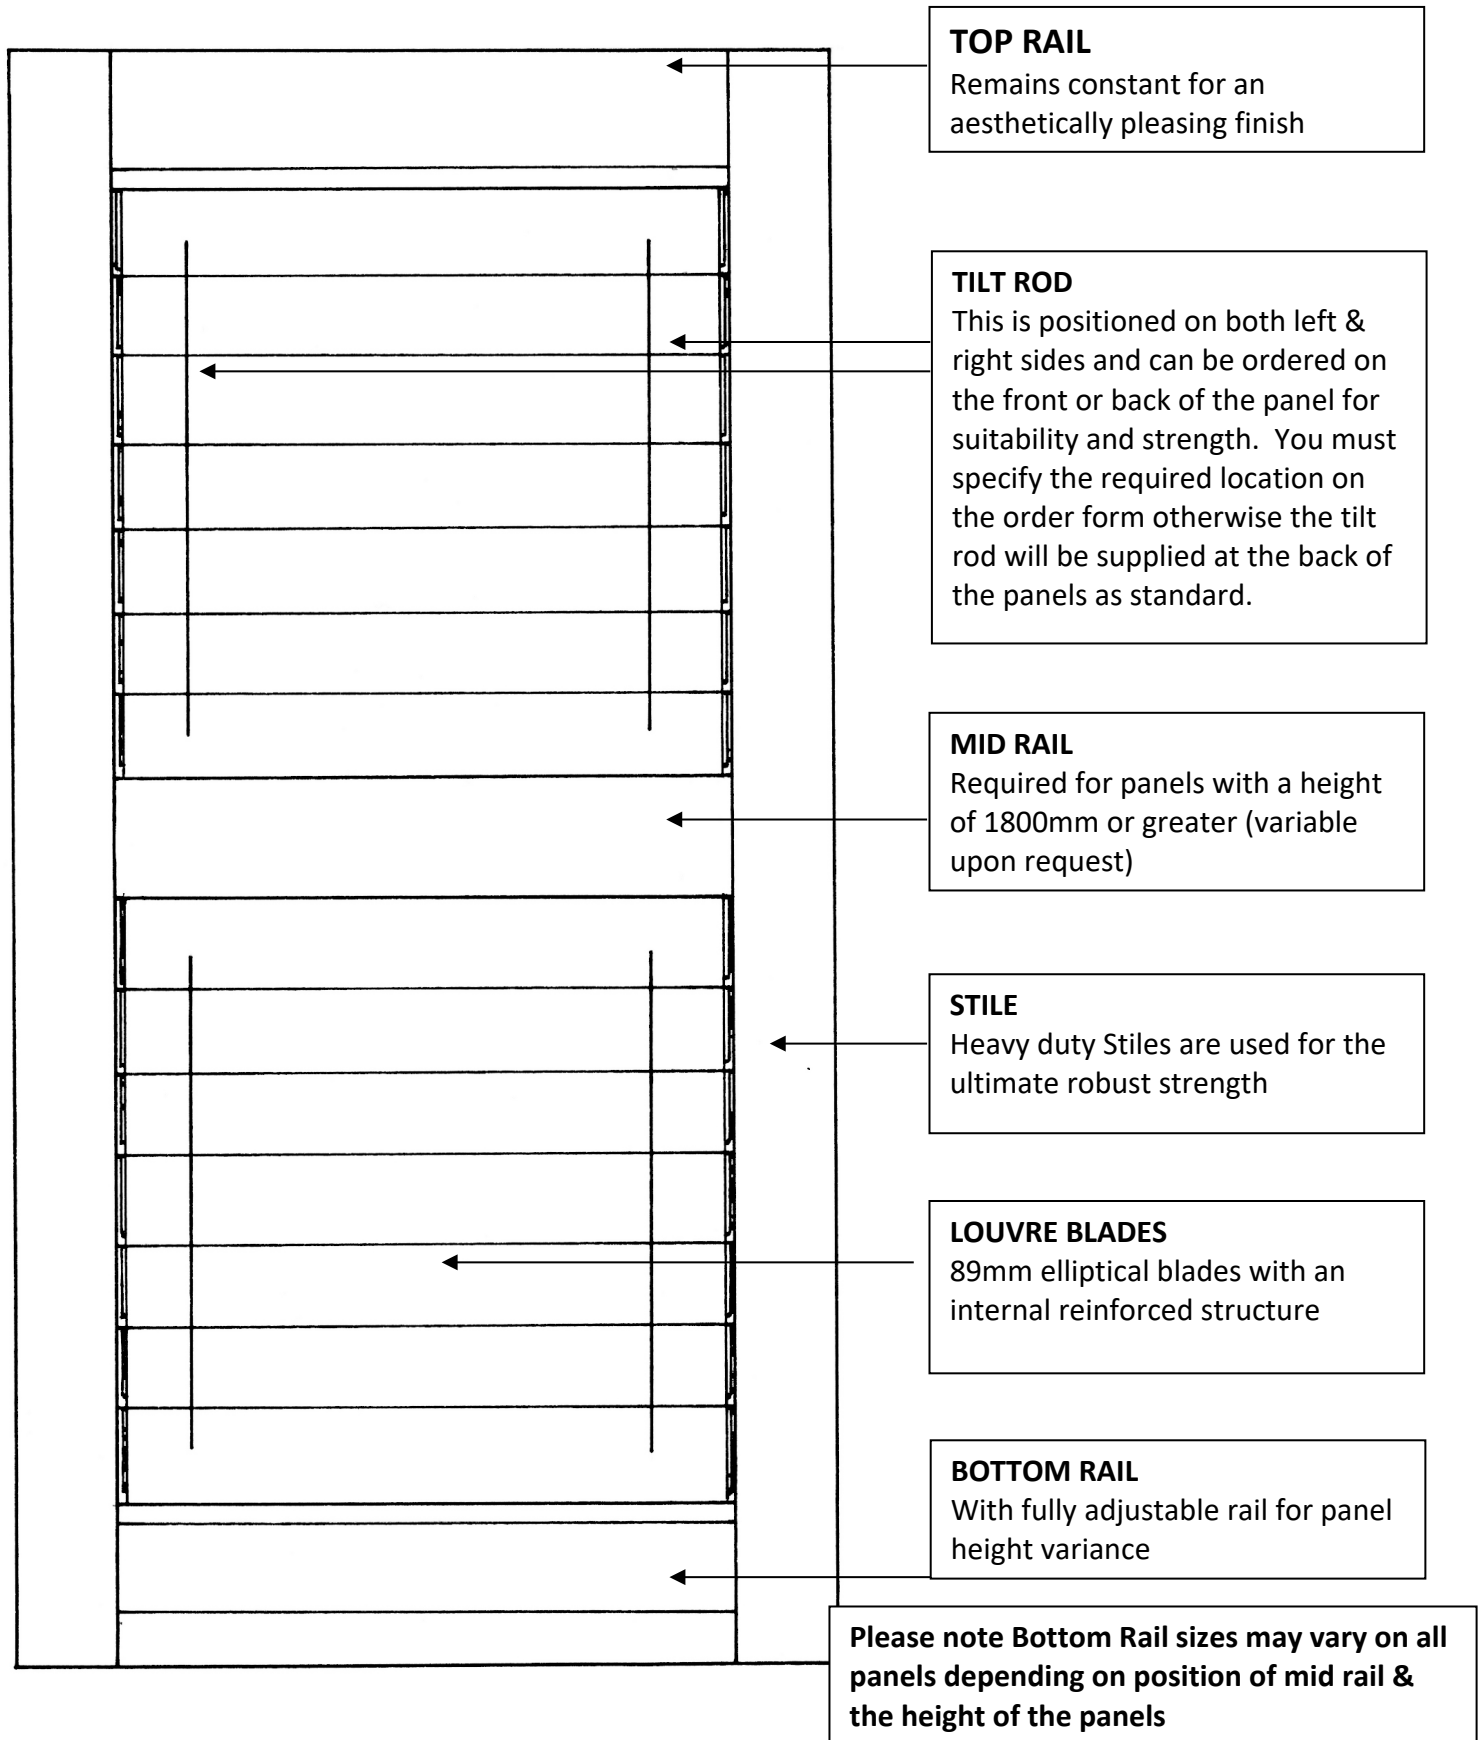 TOP RAIL
Remains constant for an
aesthetically pleasing finish
TILT ROD
This is positioned on both left &
right sides and can be ordered on
the front or back of the panel for
suitability and strength.  You must
specify the required location on
the order form otherwise the tilt
rod will be supplied at the back of
the panels as standard.
MID RAIL
Required for panels with a height
of 1800mm or greater (variable
upon request)
STILE
Heavy duty Stiles are used for the
ultimate robust strength
LOUVRE BLADES
89mm elliptical blades with an
internal reinforced structure
BOTTOM RAIL
With fully adjustable rail for panel
height variance
Please note Bottom Rail sizes may vary on all
panels depending on position of mid rail &
the height of the panels